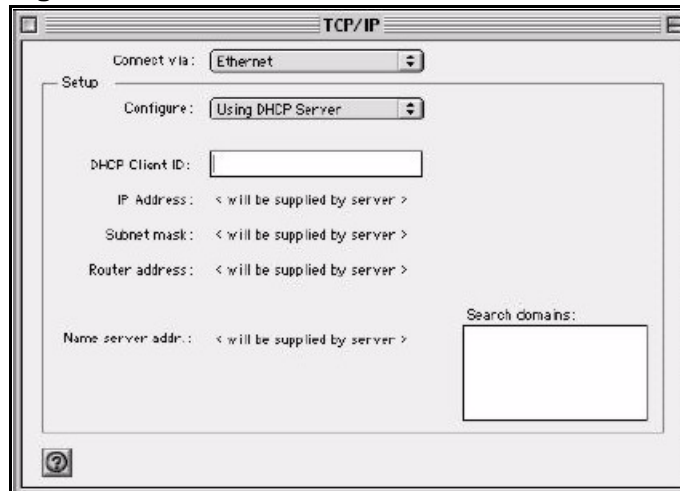 TCP/IP
Connect via: Ethernet
Setup
Configure: Using DHCP Server
DHCP Client ID:
IP Address: < will be supplied by server >
Subnet mask: < will be supplied by server >
Router address: < will be supplied by server >
Search domains:
Name server addr.: < will be supplied by server >
?